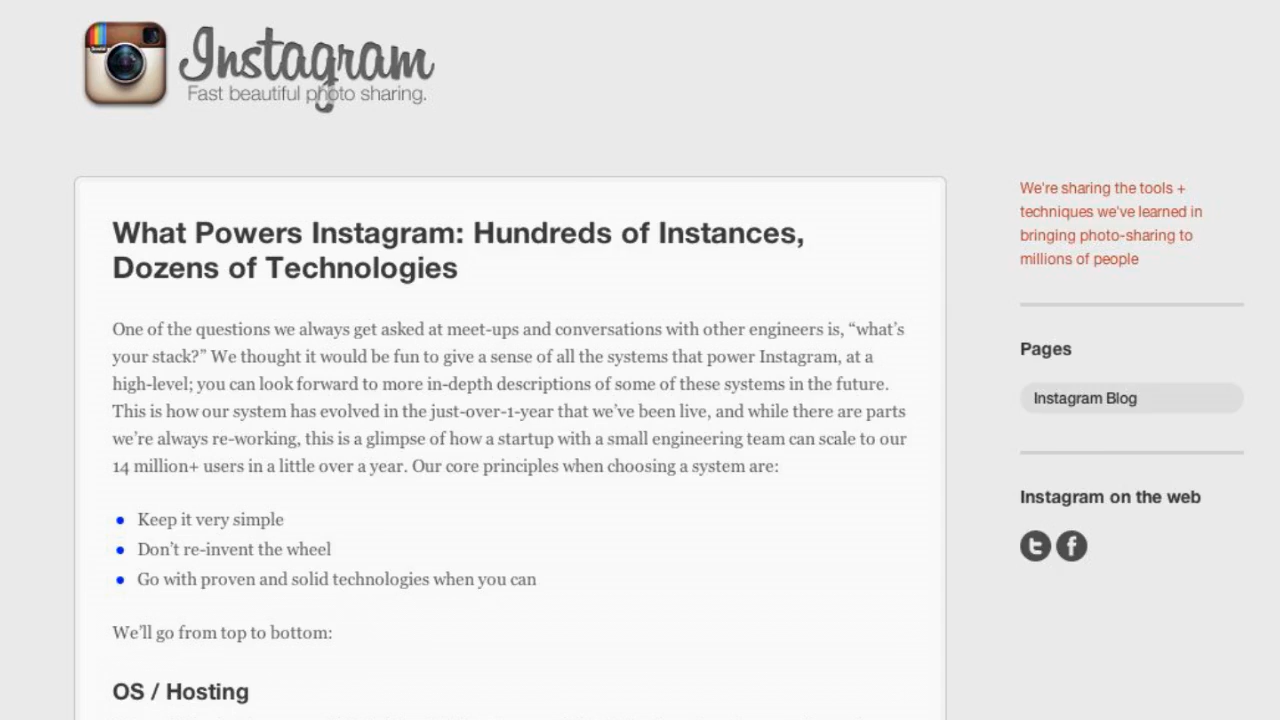 Instagram
Fast beautiful photo sharing.
What Powers Instagram: Hundreds of Instances,
Dozens of Technologies
One of the questions we always get asked at meet-ups and conversations with other engineers is, “what’s
your stack?” We thought it would be fun to give a sense of all the systems that power Instagram, at a
high-level; you can look forward to more in-depth descriptions of some of these systems in the future.
This is how our system has evolved in the just-over-1-year that we’ve been live, and while there are parts
we’re always re-working, this is a glimpse of how a startup with a small engineering team can scale to our
14 million+ users in a little over a year. Our core principles when choosing a system are:
Keep it very simple
Don’t re-invent the wheel
Go with proven and solid technologies when you can
We’ll go from top to bottom:
OS / Hosting
We're sharing the tools +
techniques we've learned in
bringing photo-sharing to
millions of people
Pages
Instagram Blog
Instagram on the web